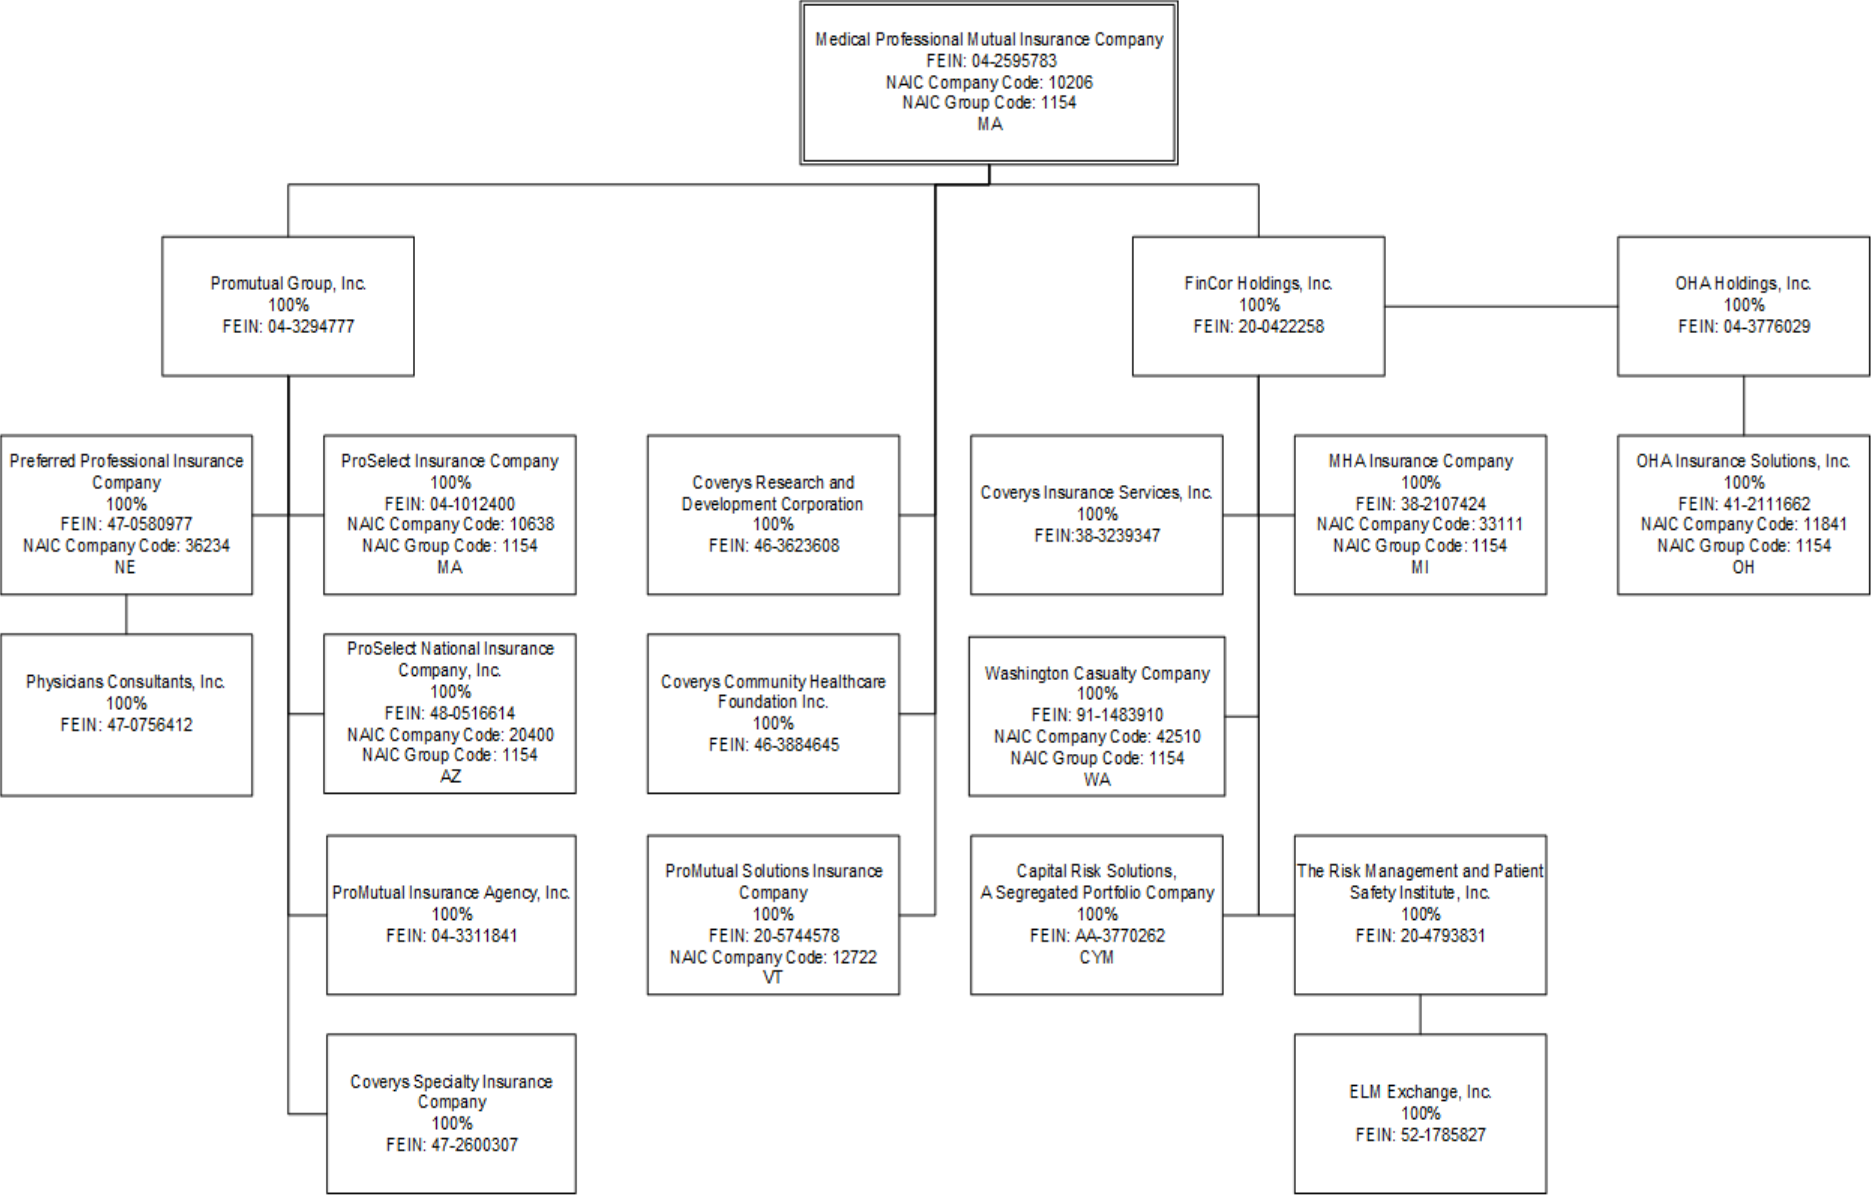 Medical Professional Mutual Insurance Company
FEIN: 04-2595783
NAIC Company Code: 10206
NAIC Group Code: 1154
MA
Promutual Group, Inc.
100%
FEIN: 04-3294777
FinCor Holdings, Inc.
100%
FEIN: 20-0422258
OHA Holdings, Inc.
100%
FEIN: 04-3776029
Preferred Professional Insurance
Company
100%
FEIN: 47-0580977
NAIC Company Code: 36234
NE
ProSelect Insurance Company
100%
FEIN: 04-1012400
NAIC Company Code: 10638
NAIC Group Code: 1154
MA
Coverys Research and
Development Corporation
100%
FEIN: 46-3623608
Coverys Insurance Services, Inc.
100%
FEIN:38-3239347
MHA Insurance Company
100%
FEIN: 38-2107424
NAIC Company Code: 33111
NAIC Group Code: 1154
MI
OHA Insurance Solutions, Inc.
100%
FEIN: 41-2111662
NAIC Company Code: 11841
NAIC Group Code: 1154
OH
Physicians Consultants, Inc.
100%
FEIN: 47-0756412
ProSelect National Insurance
Company, Inc.
100%
FEIN: 48-0516614
NAIC Company Code: 20400
NAIC Group Code: 1154
AZ
Coverys Community Healthcare
Foundation Inc.
100%
FEIN: 46-3884645
Washington Casualty Company
100%
FEIN: 91-1483910
NAIC Company Code: 42510
NAIC Group Code: 1154
WA
ProMutual Insurance Agency, Inc.
100%
FEIN: 04-3311841
ProMutual Solutions Insurance
Company
100%
FEIN: 20-5744578
NAIC Company Code: 12722
VT
Capital Risk Solutions,
A Segregated Portfolio Company
100%
FEIN: AA-3770262
CYM
The Risk Management and Patient
Safety Institute, Inc.
100%
FEIN: 20-4793831
Coverys Specialty Insurance
Company
100%
FEIN: 47-2600307
ELM Exchange, Inc.
100%
FEIN: 52-1785827